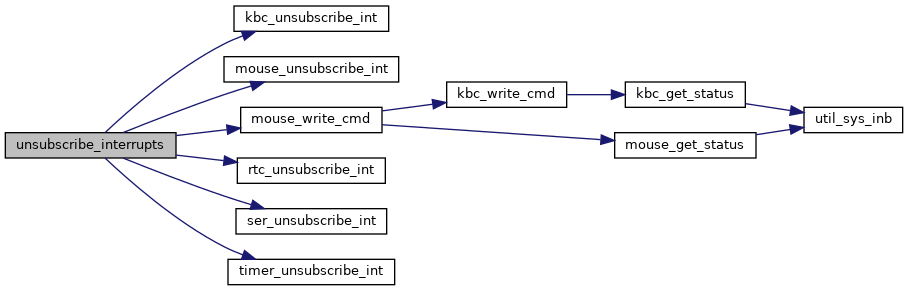 kbc_unsubscribe_int
mouse_unsubscribe_int
kbc_write_cmd
kbc_get_status
mouse_write_cmd
util_sys_inb
unsubscribe_interrupts
mouse_get_status
rtc_unsubscribe_int
ser_unsubscribe_int
timer_unsubscribe_int